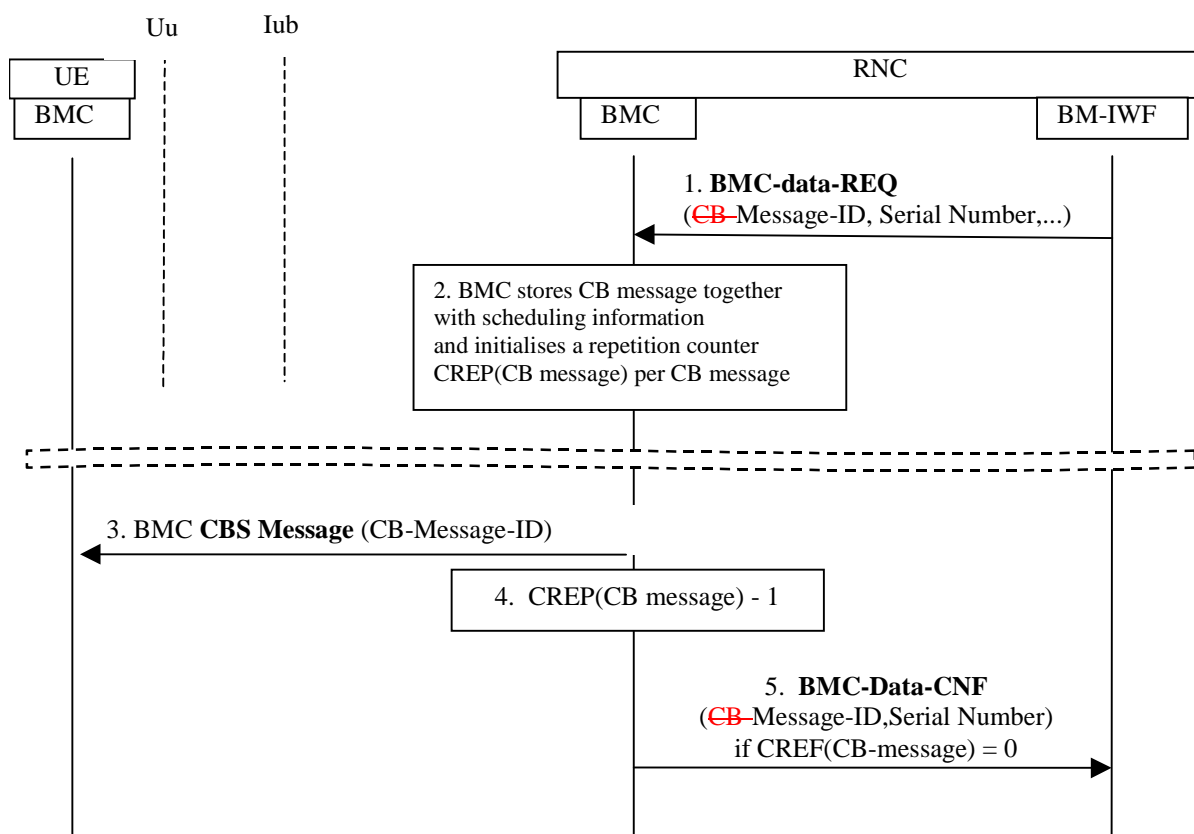 Uu Iub
UE RNC
BMC BMC BM-IWF
1. BMC-data-REQ
(CB-Message-ID, Serial Number,...)
2. BMC stores CB message together
with scheduling information
and initialises a repetition counter
CREP(CB message) per CB message
3. BMC CBS Message (CB-Message-ID)
4. CREP(CB message) - 1
5. BMC-Data-CNF
(CB-Message-ID,Serial Number)
if CREF(CB-message) = 0